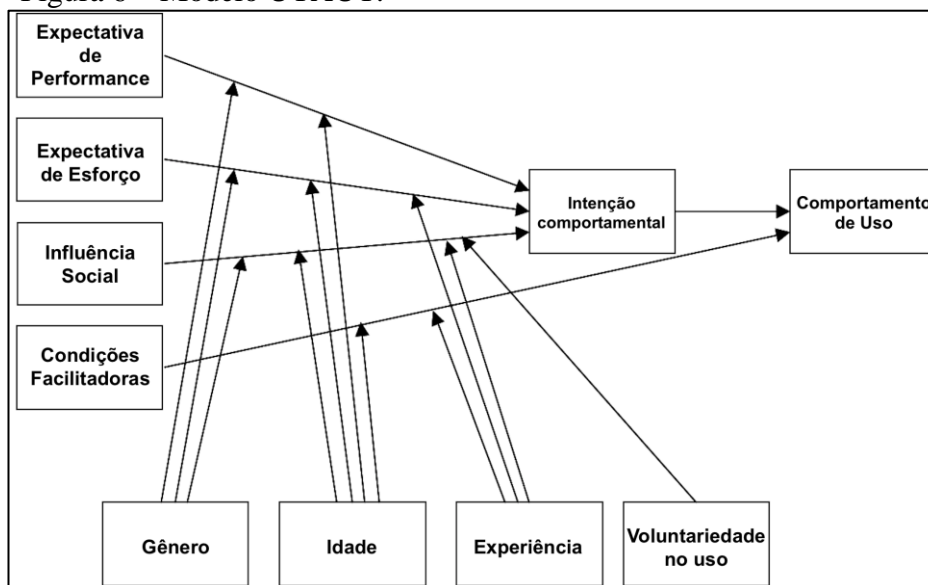 Expectativa
de
Performance
Expectativa
de Esforço
Influência
Social
Condições
Facilitadoras
Intenção
comportamental
Comportamento
de Uso
Gênero
Idade
Experiência
Voluntariedade
no uso